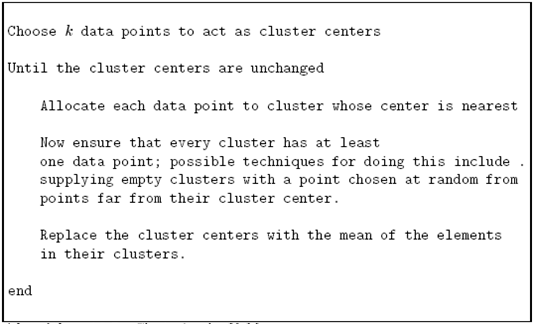 Choose k data points to act as cluster centers
Until the cluster centers are unchanged
Allocate each data point to cluster whose center is nearest
Now ensure that every cluster has at least
one data point; possible techniques for doing this include .
supplying empty clusters with a point chosen at random from
points far from their cluster center.
Replace the cluster centers with the mean of the elements
in their clusters.
end